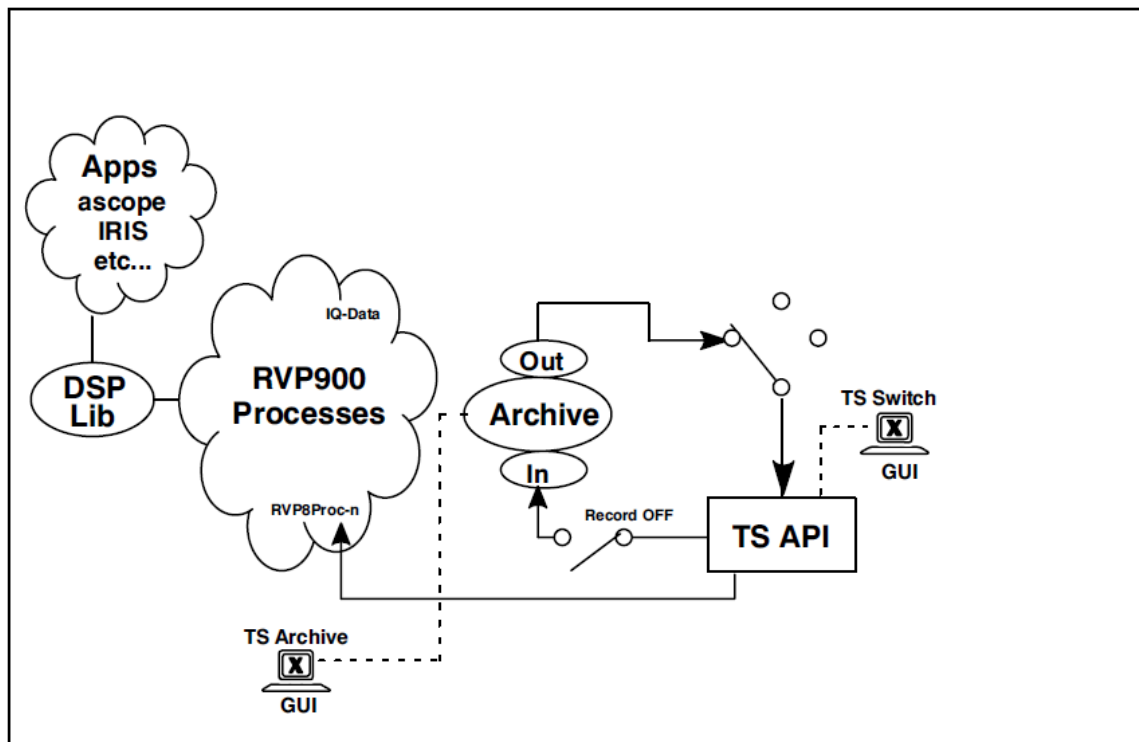 Apps
ascope
IRIS
etc...
DSP
Lib
IQ-Data
RVP900
Processes
RVP8Proc-n
Out
Archive
In
Record OFF
TS API
TS Switch
X
GUI
TS Archive
X
GUI